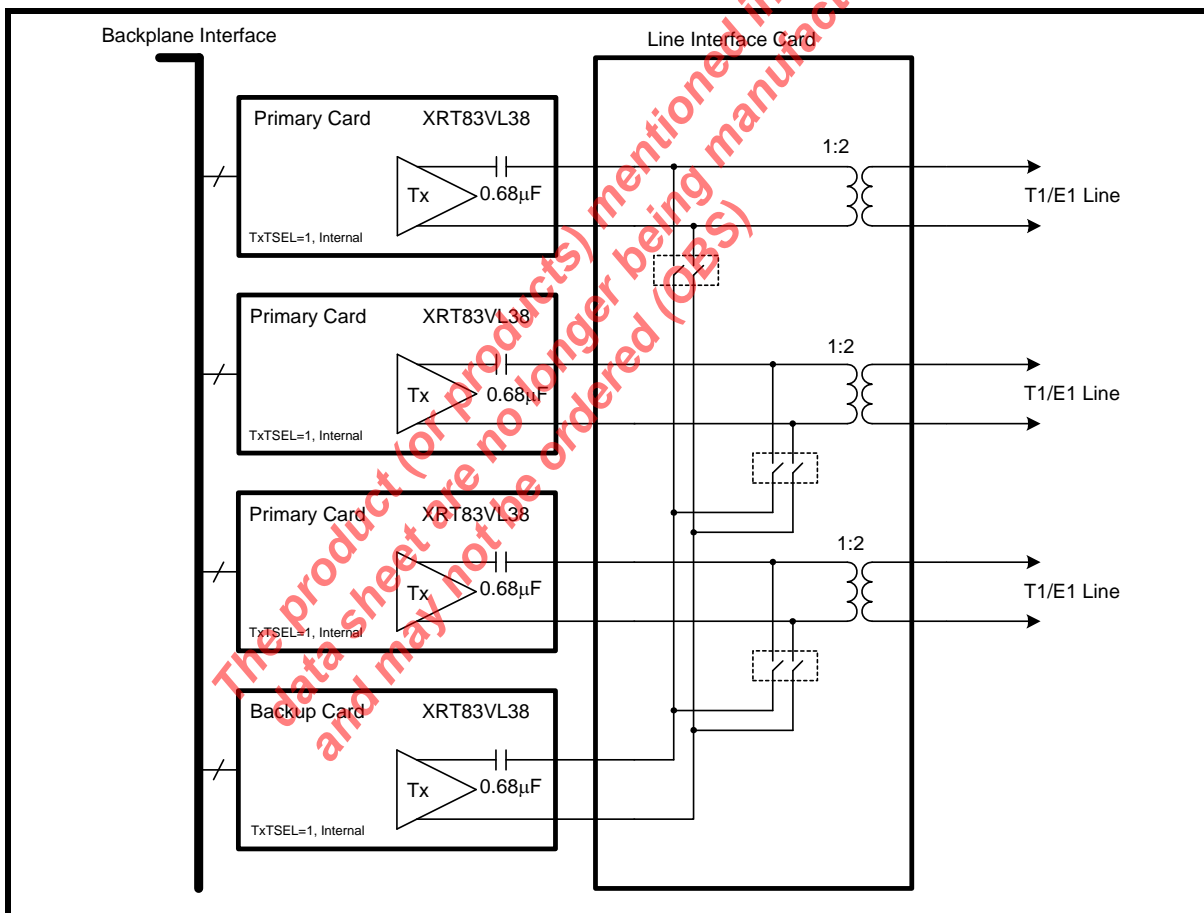 Backplane Interface
Line Interface Card
Primary Card XRT83VL38
Tx
0.68μF
TxTSEL=1, Internal
1:2
T1/E1 Line
Primary Card XRT83VL38
Tx
0.68μF
TxTSEL=1, Internal
1:2
T1/E1 Line
Primary Card XRT83VL38
Tx
0.68μF
TxTSEL=1, Internal
1:2
T1/E1 Line
Backup Card XRT83VL38
Tx
0.68μF
TxTSEL=1, Internal
The product (or products) mentioned in
data sheet are no longer being manufact
and may not be ordered (OBS)